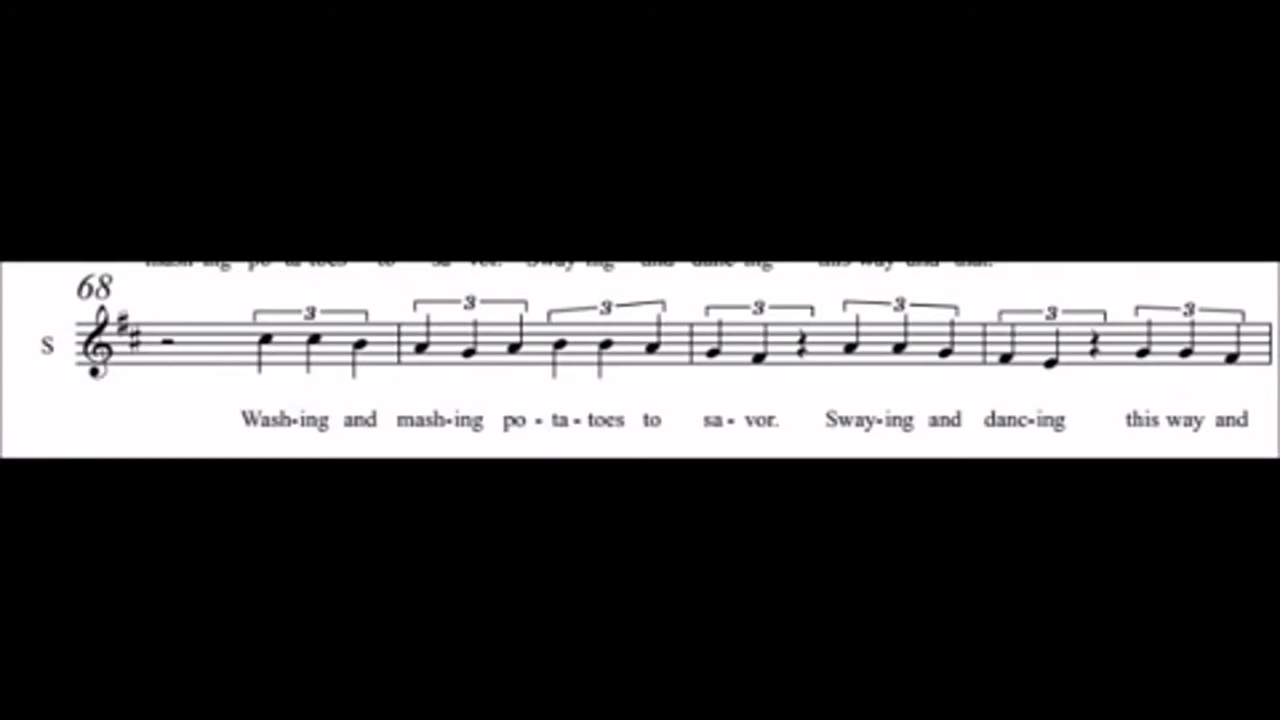 68
3 3 3 3 3 3 3
S
Wash-ing and mash-ing po - ta - toes to sa - vor. Sway-ing and danc-ing this way and